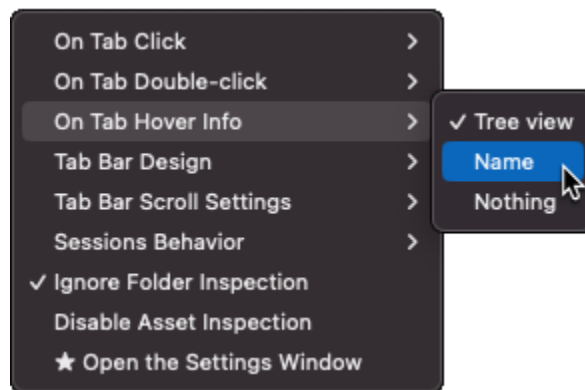 On Tab Click
On Tab Double-click
On Tab Hover Info
Tab Bar Design
Tab Bar Scroll Settings
Sessions Behavior
✓ Ignore Folder Inspection
Disable Asset Inspection
★ Open the Settings Window
✓ Tree view
Name
Nothing